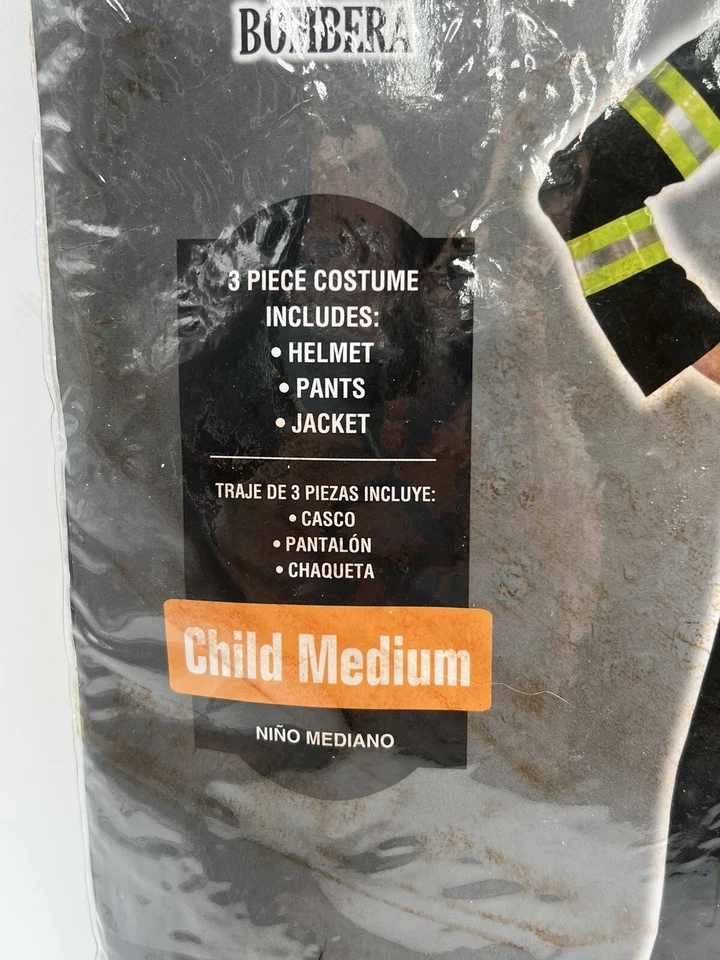 BOMBERA
3 PIECE COSTUME
INCLUDES:
• HELMET
• PANTS
• JACKET
TRAJE DE 3 PIEZAS INCLUYE:
• CASCO
• PANTALÓN
• CHAQUETA
Child Medium
NIÑO MEDIANO